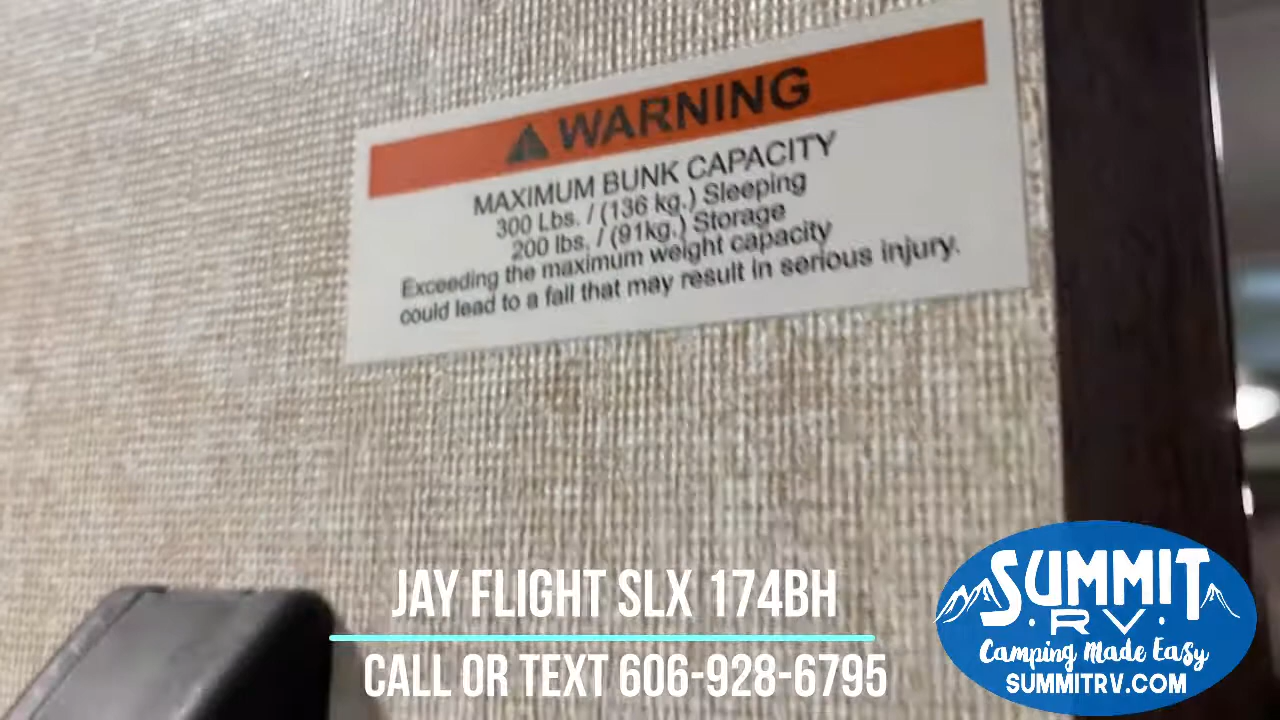 WARNING
MAXIMUM BUNK CAPACITY
300 Lbs. / (136 kg.) Sleeping
200 lbs. / (91kg.) Storage
Exceeding the maximum weight capacity
could lead to a fall that may result in serious injury.
JAY FLIGHT SLX 174BH
CALL OR TEXT 606-928-6795
SUMMIT
·RV·
Camping Made Easy
SUMMITRV.COM